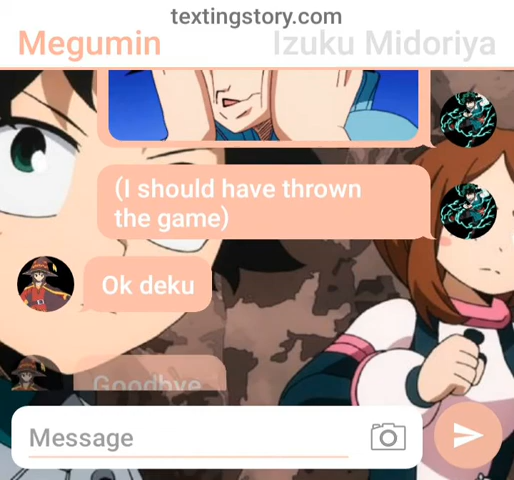 textingstory.com
Megumin
Izuku Midoriya
(I should have thrown
the game)
Ok deku
Goodbye
Message